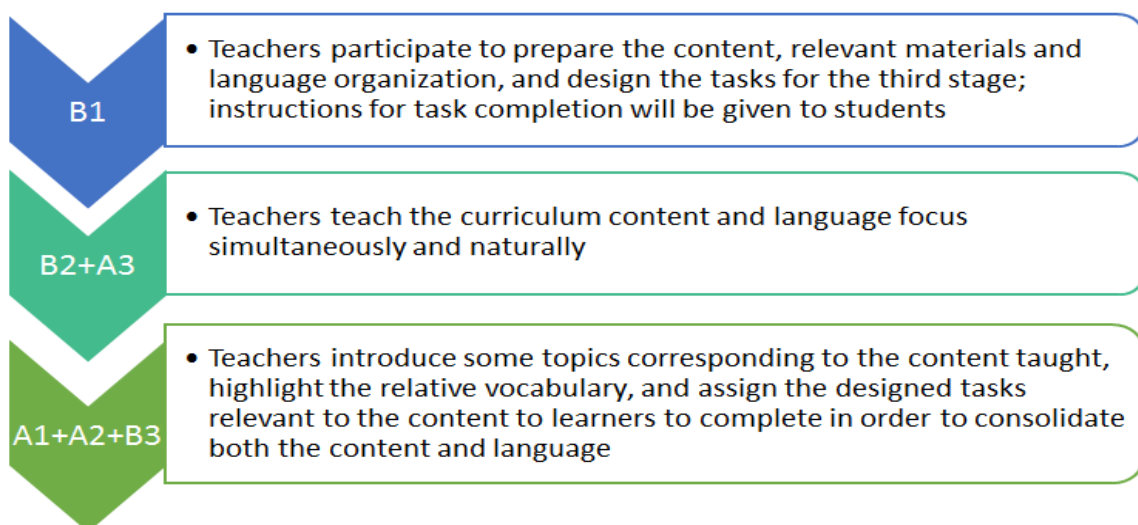 B1
• Teachers participate to prepare the content, relevant materials and
language organization, and design the tasks for the third stage;
instructions for task completion will be given to students
B2+A3
• Teachers teach the curriculum content and language focus
simultaneously and naturally
A1+A2+B3
• Teachers introduce some topics corresponding to the content taught,
highlight the relative vocabulary, and assign the designed tasks
relevant to the content to learners to complete in order to consolidate
both the content and language